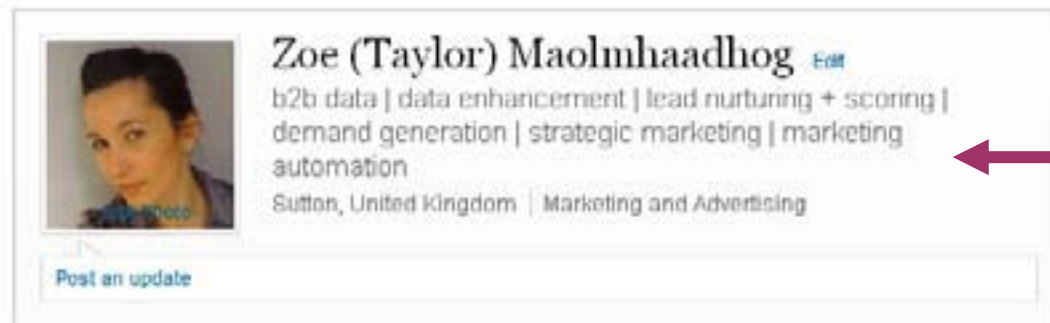 Zoe (Taylor) Maolmhaadhog Edit
b2b data | data enhancement | lead nurturing + scoring |
demand generation | strategic marketing | marketing
automation
Sutton, United Kingdom | Marketing and Advertising
Photo
Post an update